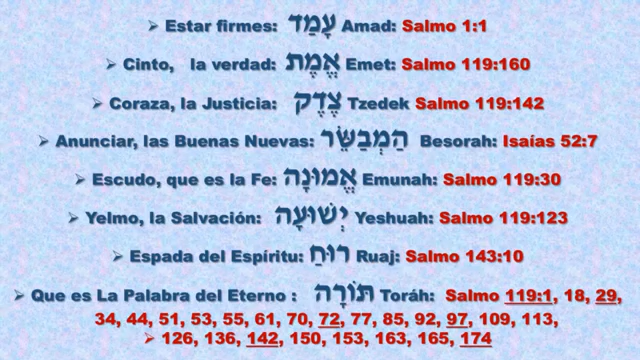 ➢ Estar firmes: עָמַד Amad: Salmo 1:1
➢ Cinto, la verdad: אֱמֶת Emet: Salmo 119:160
➢ Coraza, la Justicia: צֶדֶק Tzedek Salmo 119:142
➢ Anunciar, las Buenas Nuevas: הַמְבַשֵּׂר Besorah: Isaías 52:7
➢ Escudo, que es la Fe: אֱמוּנָה Emunah: Salmo 119:30
➢ Yelmo, la Salvación: יְשׁוּעָה Yeshuah: Salmo 119:123
➢ Espada del Espíritu: רוּחַ Ruaj: Salmo 143:10
➢ Que es La Palabra del Eterno : תּוֹרָה Toráh: Salmo 119:1, 18, 29,
34, 44, 51, 53, 55, 61, 70, 72, 77, 85, 92, 97, 109, 113,
➢ 126, 136, 142, 150, 153, 163, 165, 174